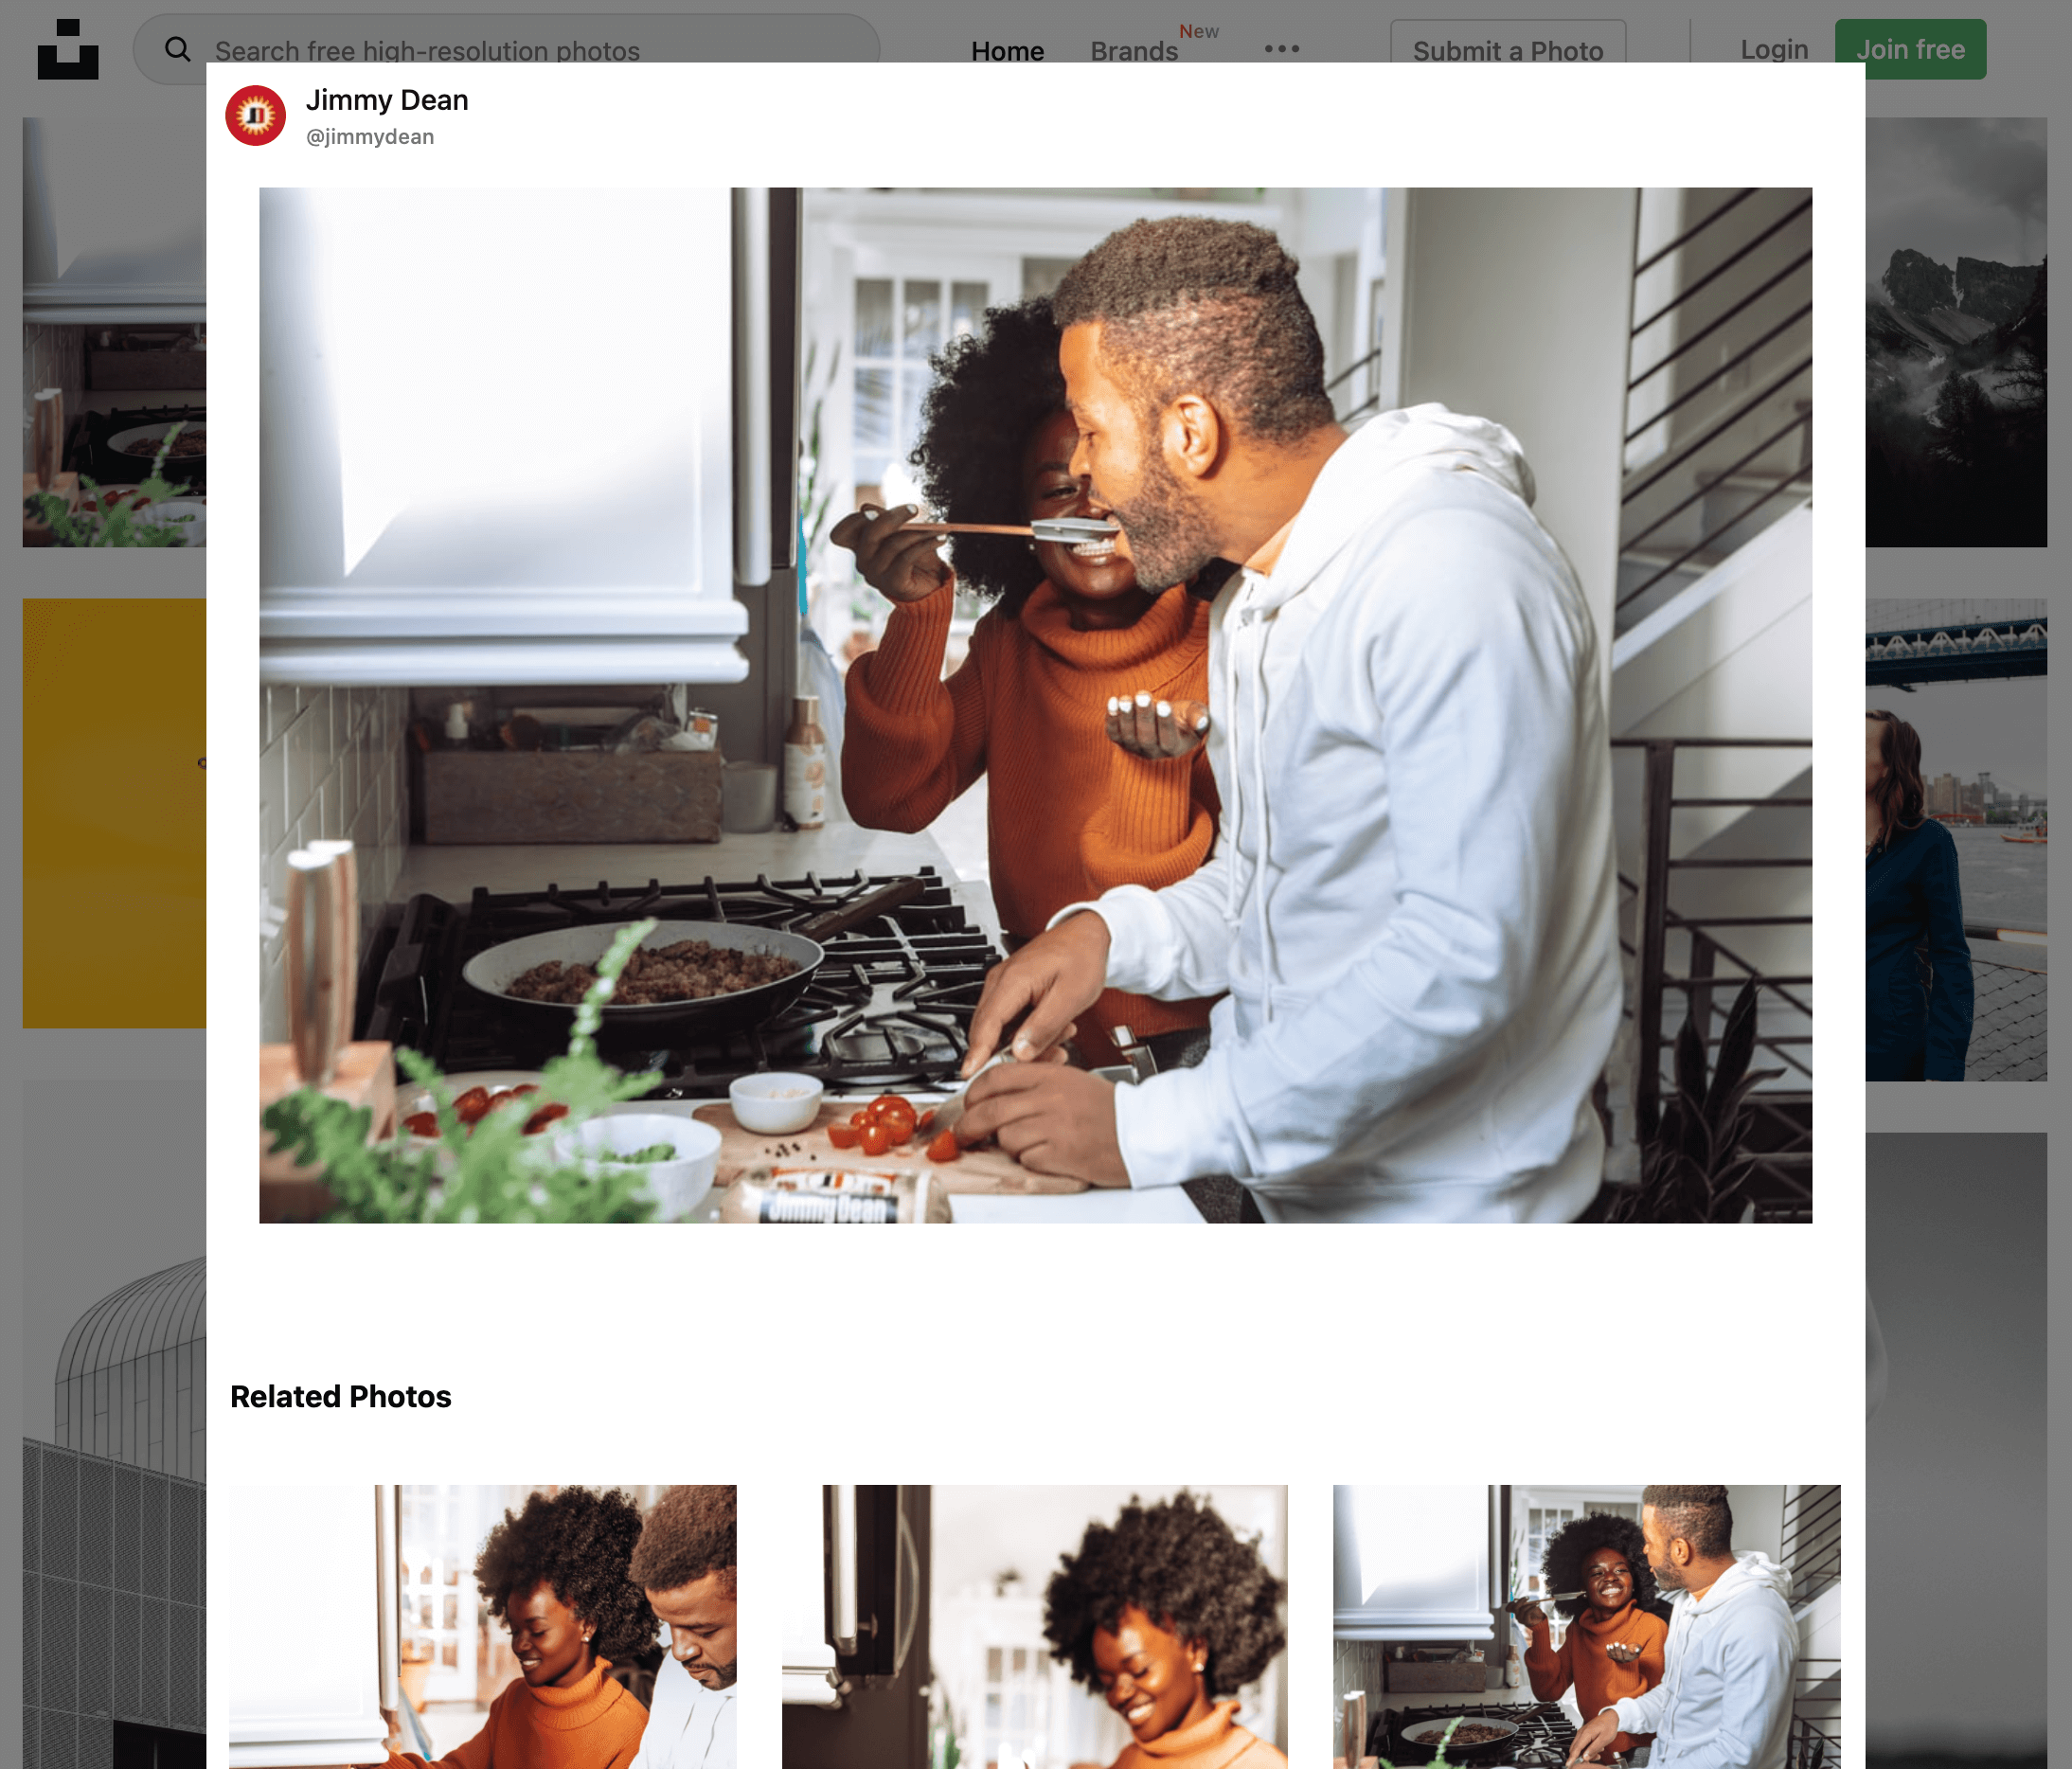 Search free high-resolution photos
Home
Brands
New
Submit a Photo
Login
Join free
Jimmy Dean
@jimmydean
Jimmy Dean
Related Photos